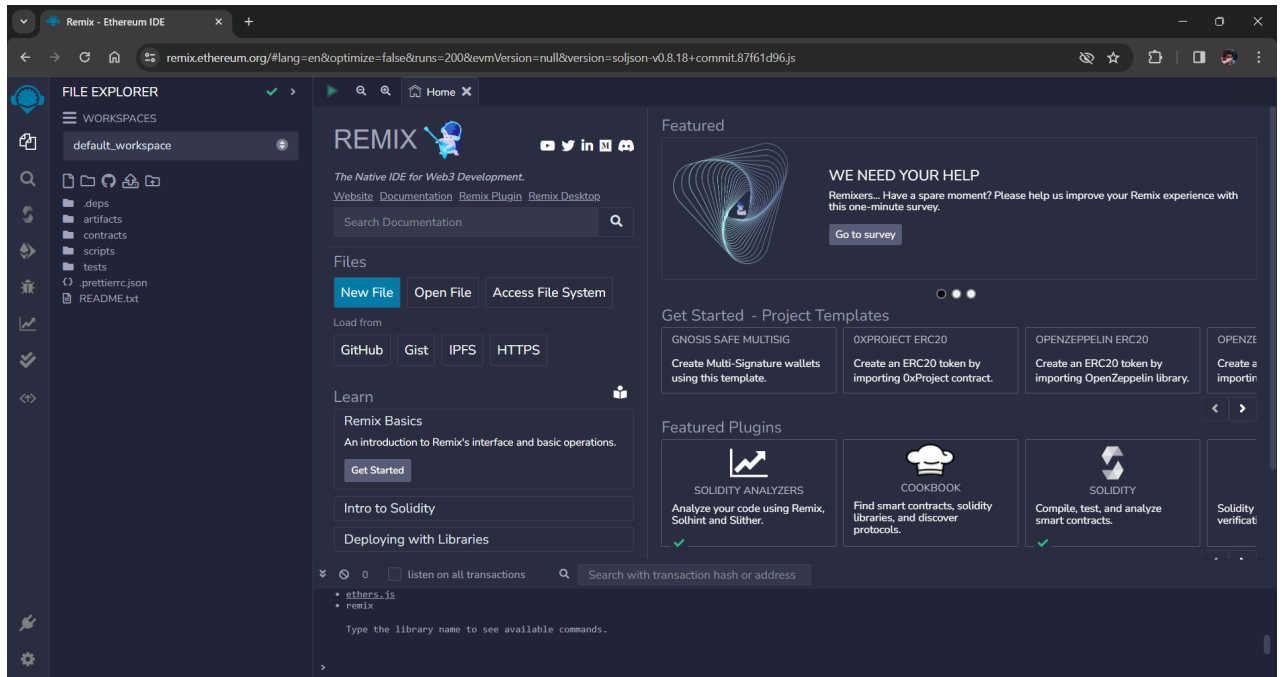 Remix - Ethereum IDE
remix.ethereum.org/#lang=en&optimize=false&runs=200&evmVersion=null&version=soljson-v0.8.18+commit.87f61d96.js
FILE EXPLORER
WORKSPACES
default_workspace
.deps
artifacts
contracts
scripts
tests
.prettierrc.json
README.txt
Home
REMIX
The Native IDE for Web3 Development.
Website Documentation Remix Plugin Remix Desktop
Search Documentation
Files
New File Open File Access File System
Load from
GitHub Gist IPFS HTTPS
Learn
Remix Basics
An introduction to Remix's interface and basic operations.
Get Started
Intro to Solidity
Deploying with Libraries
Featured
WE NEED YOUR HELP
Remixers... Have a spare moment? Please help us improve your Remix experience with
this one-minute survey.
Go to survey
Get Started - Project Templates
GNOSIS SAFE MULTISIG
Create Multi-Signature wallets
using this template.
0XPROJECT ERC20
Create an ERC20 token by
importing 0xProject contract.
OPENZEPPELIN ERC20
Create an ERC20 token by
importing OpenZeppelin library.
OPENZE
Create a
importin
Featured Plugins
SOLIDITY ANALYZERS
Analyze your code using Remix,
Solhint and Slither.
COOKBOOK
Find smart contracts, solidity
libraries, and discover
protocols.
SOLIDITY
Compile, test, and analyze
smart contracts.
Solidity
verificati
0 listen on all transactions Search with transaction hash or address
• ethers.js
• remix
Type the library name to see available commands.
>